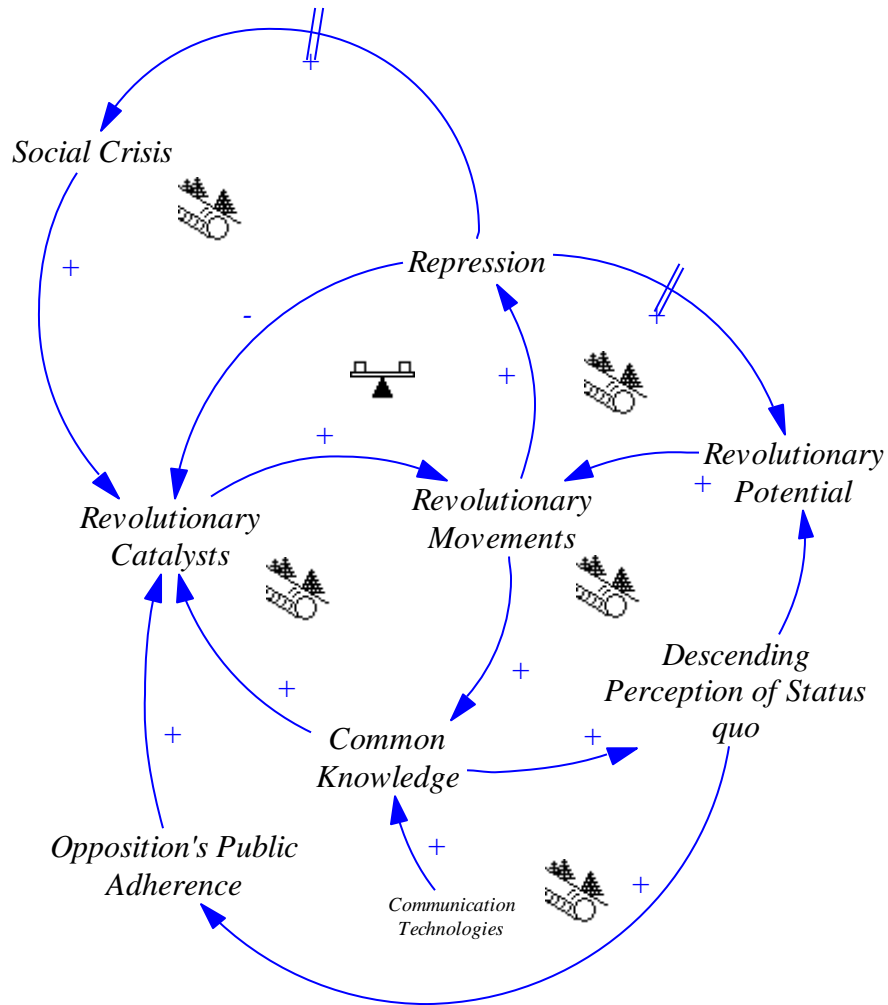 +
Social Crisis
+
Repression
-
+
+
+
+
Revolutionary
Potential
+
Revolutionary
Catalysts
Revolutionary
Movements
Descending
Perception of Status
quo
+
+
Common
Knowledge
+
+
Opposition's Public
Adherence
+
+
Communication
Technologies